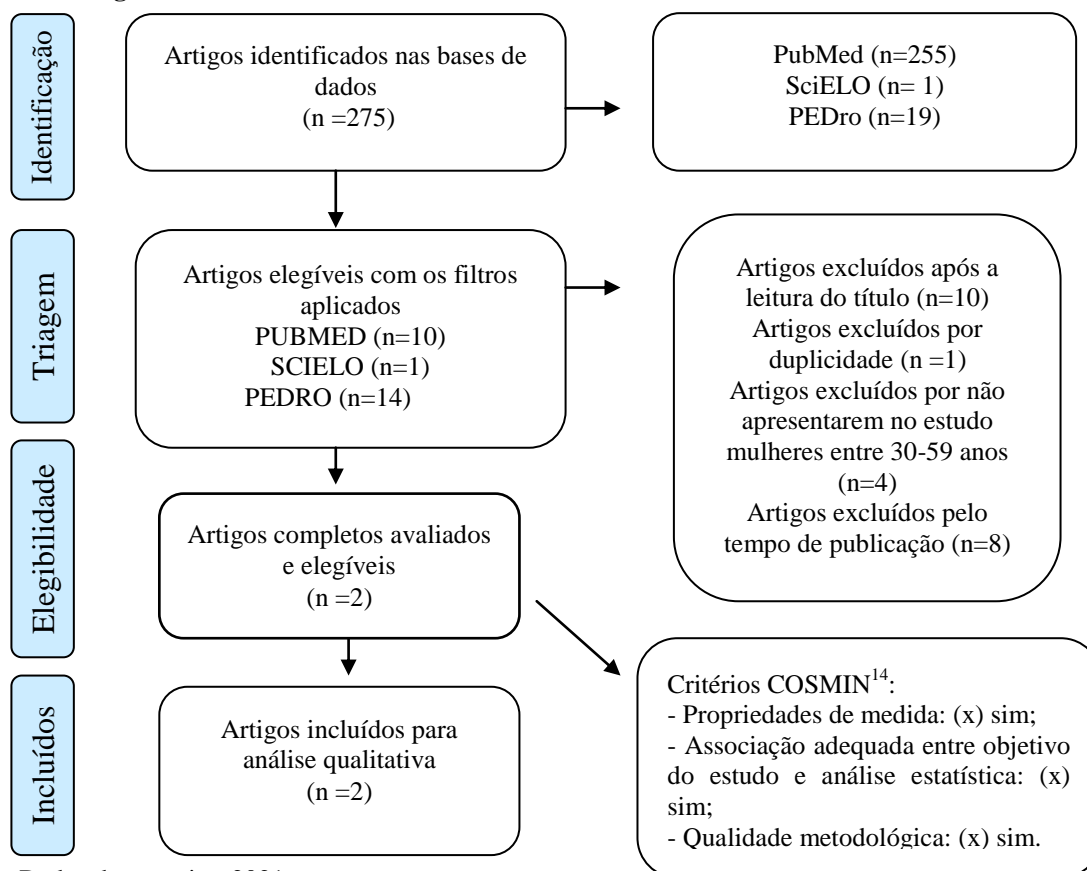 Identificação
Artigos identificados nas bases de
dados
(n =275)
PubMed (n=255)
SciELO (n= 1)
PEDro (n=19)
Triagem
Artigos elegíveis com os filtros
aplicados
PUBMED (n=10)
SCIELO (n=1)
PEDRO (n=14)
Artigos excluídos após a
leitura do título (n=10)
Artigos excluídos por
duplicidade (n =1)
Artigos excluídos por não
apresentarem no estudo
mulheres entre 30-59 anos
(n=4)
Artigos excluídos pelo
tempo de publicação (n=8)
Elegibilidade
Artigos completos avaliados
e elegíveis
(n =2)
Incluídos
Artigos incluídos para
análise qualitativa
(n =2)
Critérios COSMIN14:
- Propriedades de medida: (x) sim;
- Associação adequada entre objetivo
do estudo e análise estatística: (x)
sim;
- Qualidade metodológica: (x) sim.